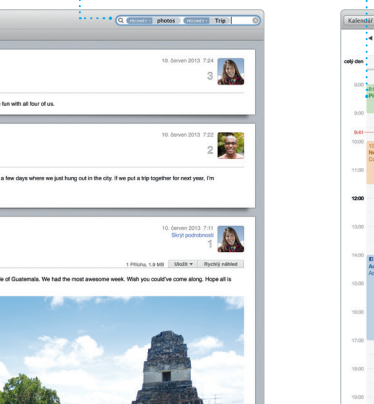 photos Trip
10. červen 2013 7:24
3
e fun with all four of us.
10. červen 2013 7:22
2
a few days where we just hung out in the city. If we put a trip together for next year, I'm
10. červen 2013 7:11
Skrýt podrobnosti
1
1 Příloha, 1.9 MB Uložit Rychlý náhled
le of Guatemala. We had the most awesome week. Wish you could've come along. Hope all is
Kalendář
celý den
8:00
9:00
9:41
10:00
11:00
12:00
13:00
14:00
15:00
16:00
17:00
18:00
19:00